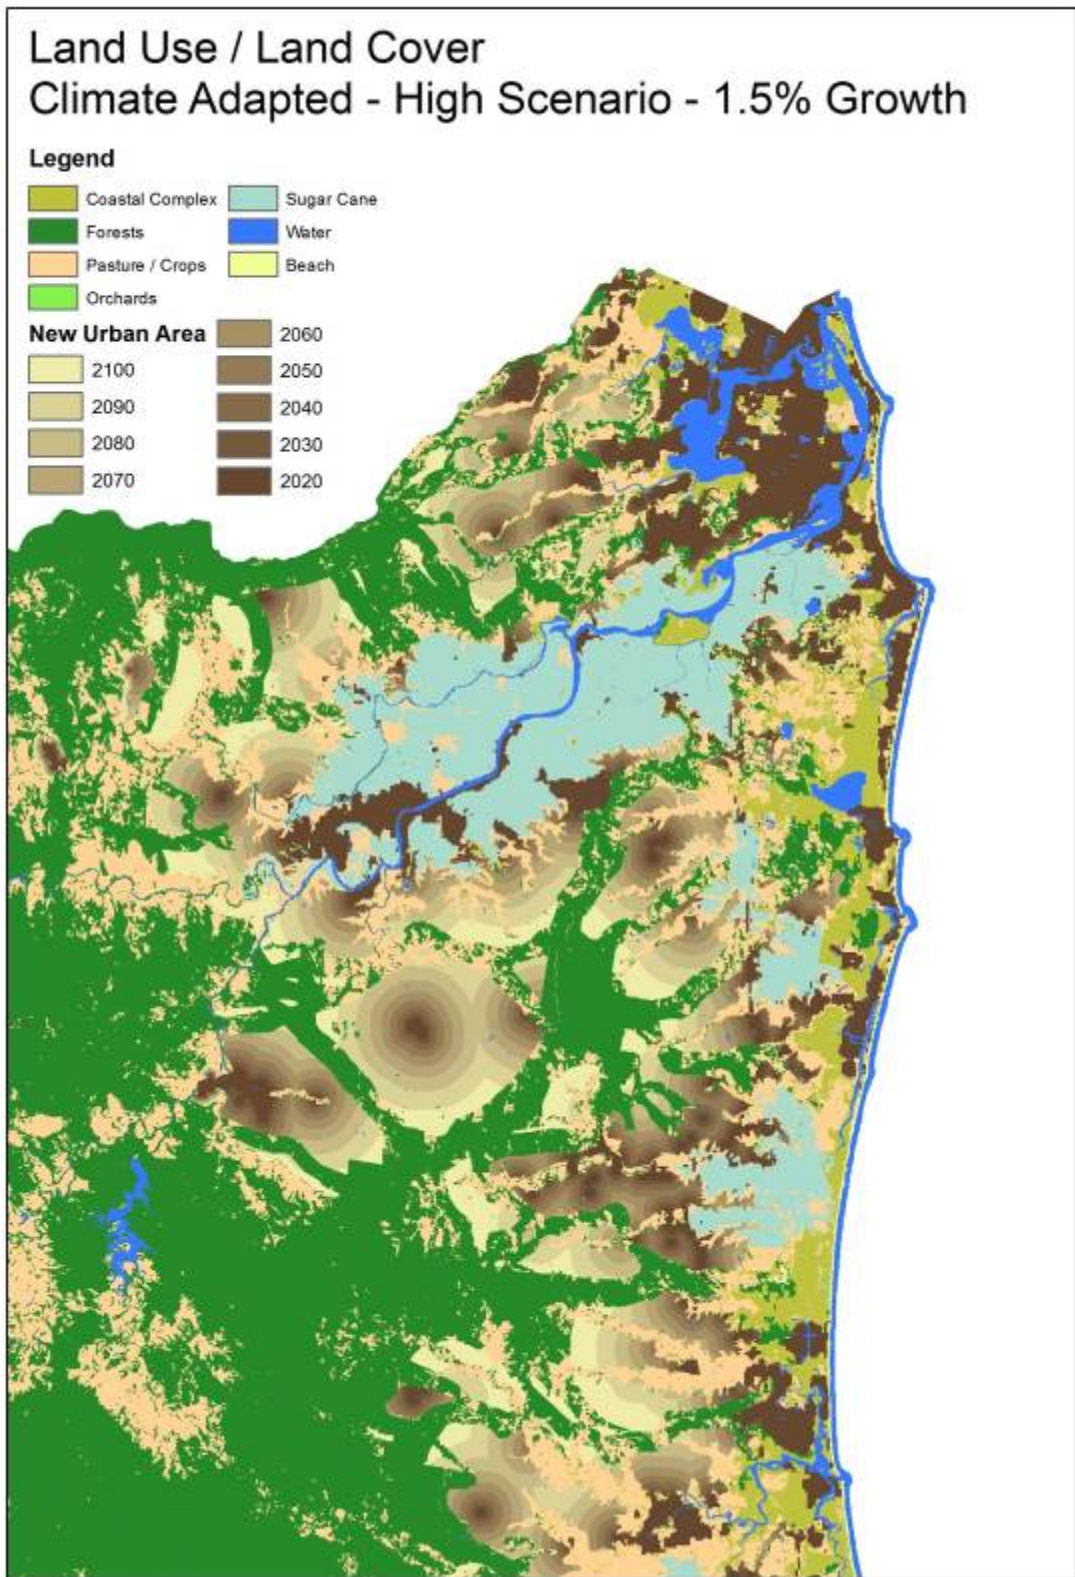 Land Use / Land Cover
Climate Adapted - High Scenario - 1.5% Growth
Legend
Coastal Complex
Forests
Pasture / Crops
Orchards
Sugar Cane
Water
Beach
New Urban Area
2100
2090
2080
2070
2060
2050
2040
2030
2020